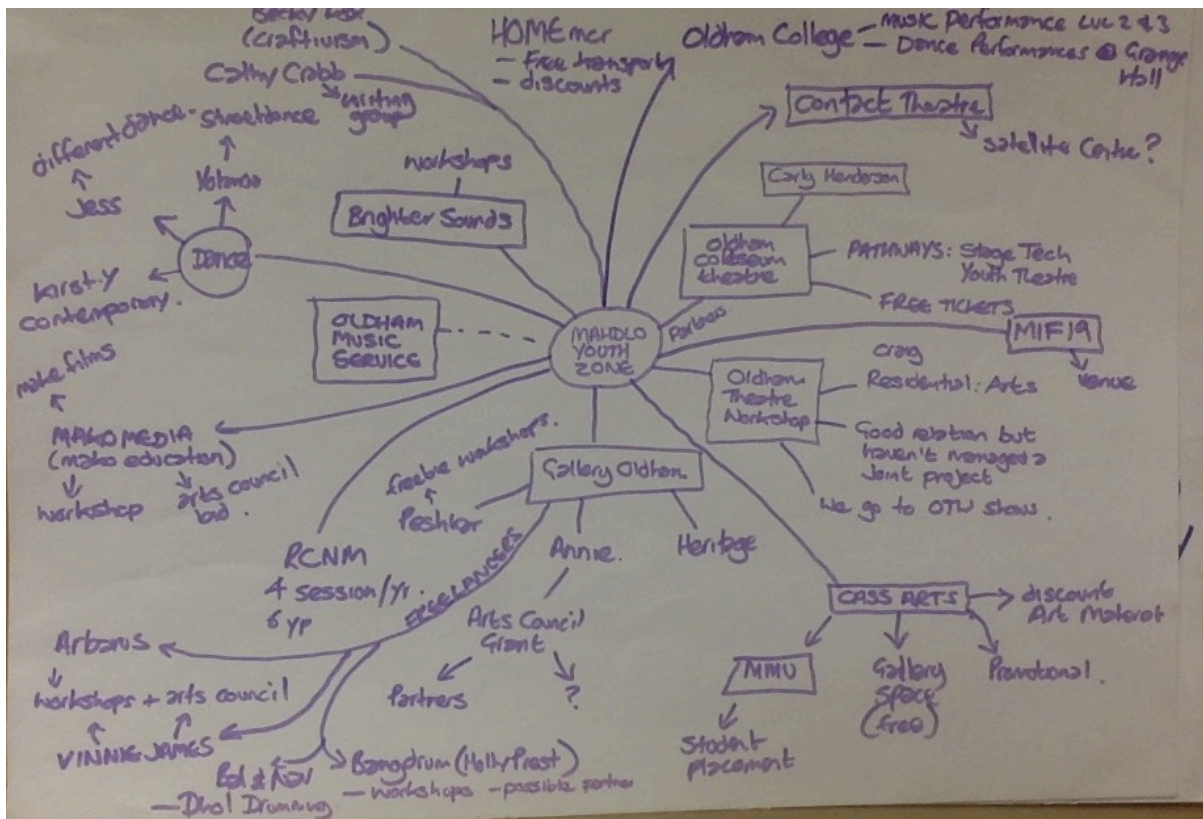 (Craftivism)
Cathy Crabb
writing
group
HOMEmcr
- Free transport
- discounts
Oldham College
- Music Performance LVL 2 & 3
- Dance Performances @ Grange
Hall
Contact Theatre
Satellite Centre?
different dance
Streetdance
Jess
Yolanda
Dance
Kirsty
contemporary.
workshops
Brighter Sounds
Carly Henderson
Oldham
Coliseum
theatre
PATHWAYS: Stage Tech
Youth Theatre
FREE TICKETS
OLDHAM
MUSIC
SERVICE
MAHDLO
YOUTH
ZONE
Partners
MIF19
venue
Oldham
Theatre
Workshop
Craig
Residential: Arts
Good relation but
haven't managed a
Joint project
We go to OTW shows.
make films
MAKO MEDIA
(mako education)
workshop
arts council
bid.
freebie workshops.
Peshkar
Gallery Oldham
Annie.
Heritage
Arts Council
Grant
Partners
?
RCNM
4 session/yr.
6 yp
FREELANCERS
Arbarus
workshops + arts council
VINNIE JAMES
Bal & Nav
- Dhol Drumming
Bangdrum (Holly Prest)
- workshops - possible partner
CASS ARTS
discount
Art Materat
MMU
Student
placement
Gallery
Space
(free)
Promotional.